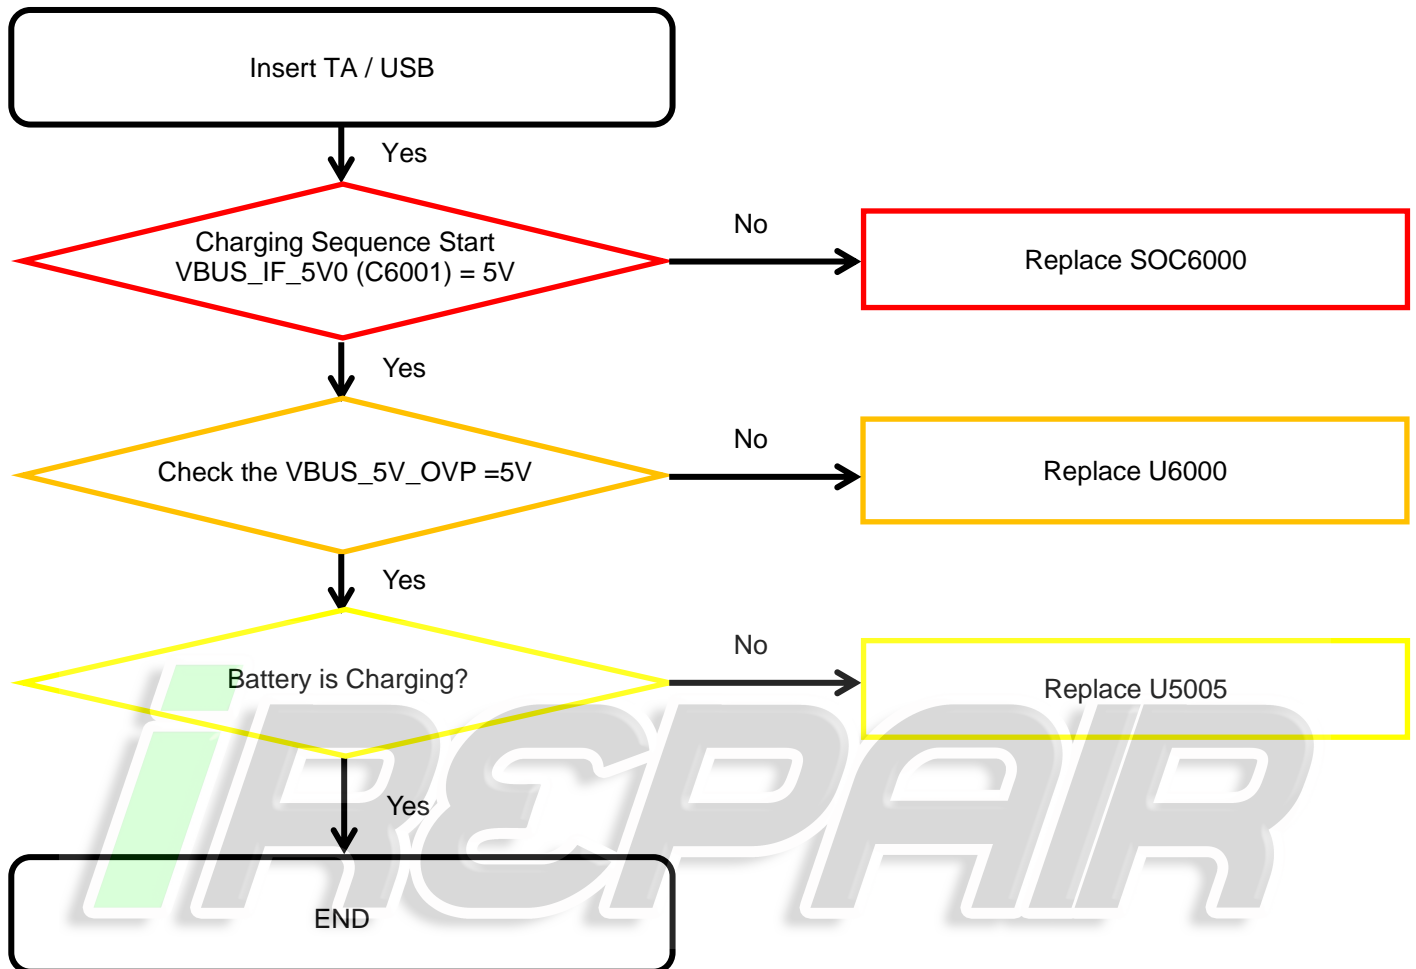 Insert TA / USB
Yes
Charging Sequence Start
VBUS_IF_5V0 (C6001) = 5V
No
Replace SOC6000
Yes
Check the VBUS_5V_OVP =5V
No
Replace U6000
Yes
Battery is Charging?
No
Replace U5005
Yes
END
iREPAIR